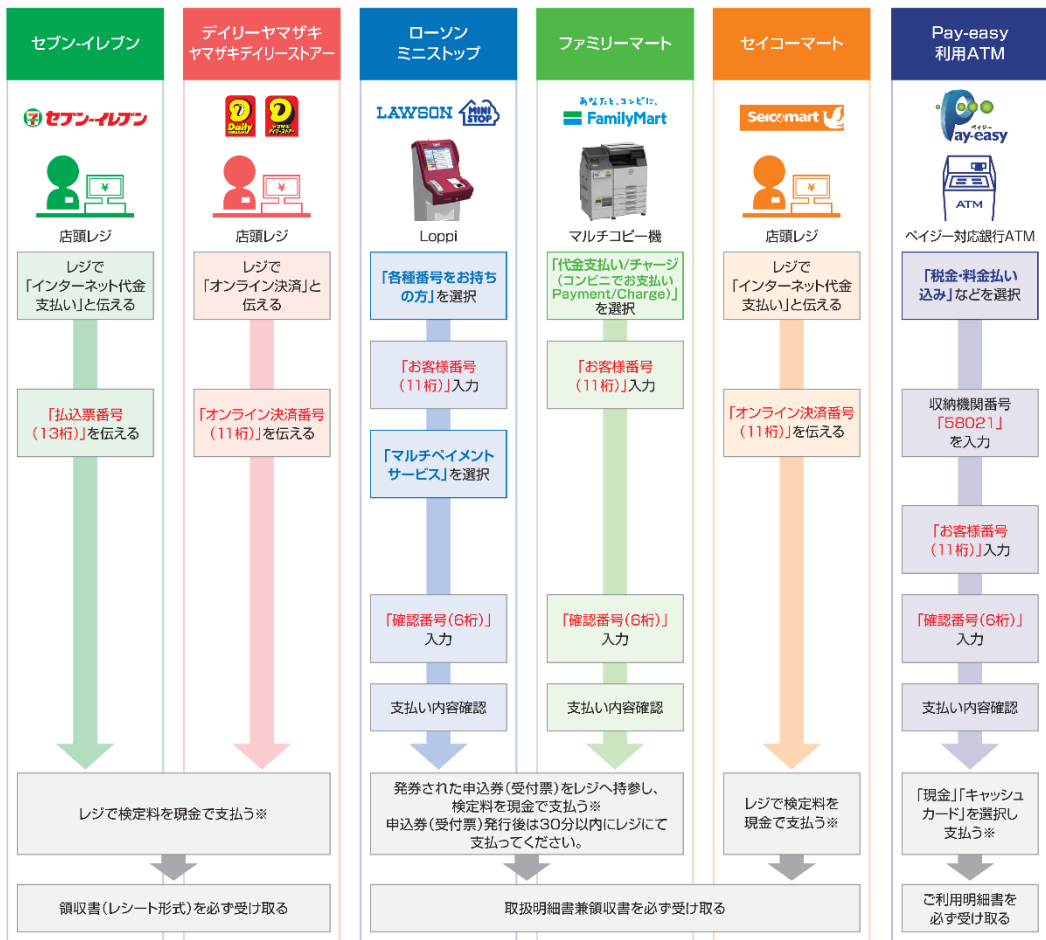 セブン-イレブン
セブン-イレブン
¥
店頭レジ
レジで
「インターネット代金
支払い」と伝える
「払込票番号
(13桁)」を伝える
デイリーヤマザキ
ヤマザキデイリーストアー
Daily
¥
店頭レジ
レジで
「オンライン決済」と
伝える
「オンライン決済番号
(11桁)」を伝える
レジで検定料を現金で支払う※
領収書(レシート形式)を必ず受け取る
ローソン
ミニストップ
LAWSON
MINI
STOP
Loppi
「各種番号をお持ち
の方」を選択
「お客様番号
(11桁)」入力
「マルチペイメント
サービス」を選択
「確認番号(6桁)」
入力
支払い内容確認
ファミリーマート
あなたと、コンビに、
FamilyMart
マルチコピー機
「代金支払い/チャージ
(コンビニでお支払い
Payment/Charge)」
を選択
「お客様番号
(11桁)」入力
「確認番号(6桁)」
入力
支払い内容確認
発券された申込券(受付票)をレジへ持参し、
検定料を現金で支払う※
申込券(受付票)発行後は30分以内にレジにて
支払ってください。
セイコーマート
Seicomart
¥
店頭レジ
レジで
「インターネット代金
支払い」と伝える
「オンライン決済番号
(11桁)」を伝える
レジで検定料を
現金で支払う※
取扱明細書兼領収書を必ず受け取る
Pay-easy
利用ATM
ペイジー
Pay-easy
ATM
ペイジー対応銀行ATM
「税金・料金払い
込み」などを選択
収納機関番号
「58021」
を入力
「お客様番号
(11桁)」入力
「確認番号(6桁)」
入力
支払い内容確認
「現金」「キャッシュ
カード」を選択し
支払う※
ご利用明細書を
必ず受け取る